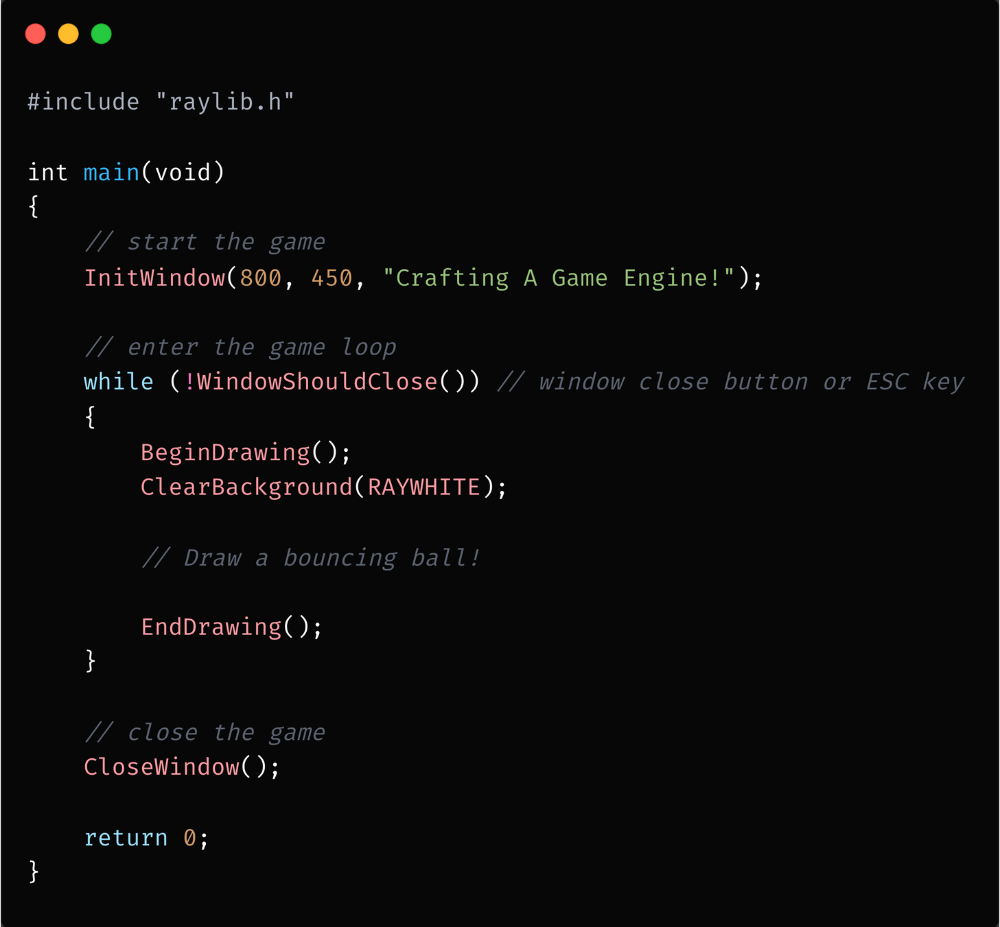 #include "raylib.h"
int main(void)
{
// start the game
InitWindow(800, 450, "Crafting A Game Engine!");
// enter the game loop
while (!WindowShouldClose()) // window close button or ESC key
{
BeginDrawing();
ClearBackground(RAYWHITE);
// Draw a bouncing ball!
EndDrawing();
}
// close the game
CloseWindow();
return 0;
}